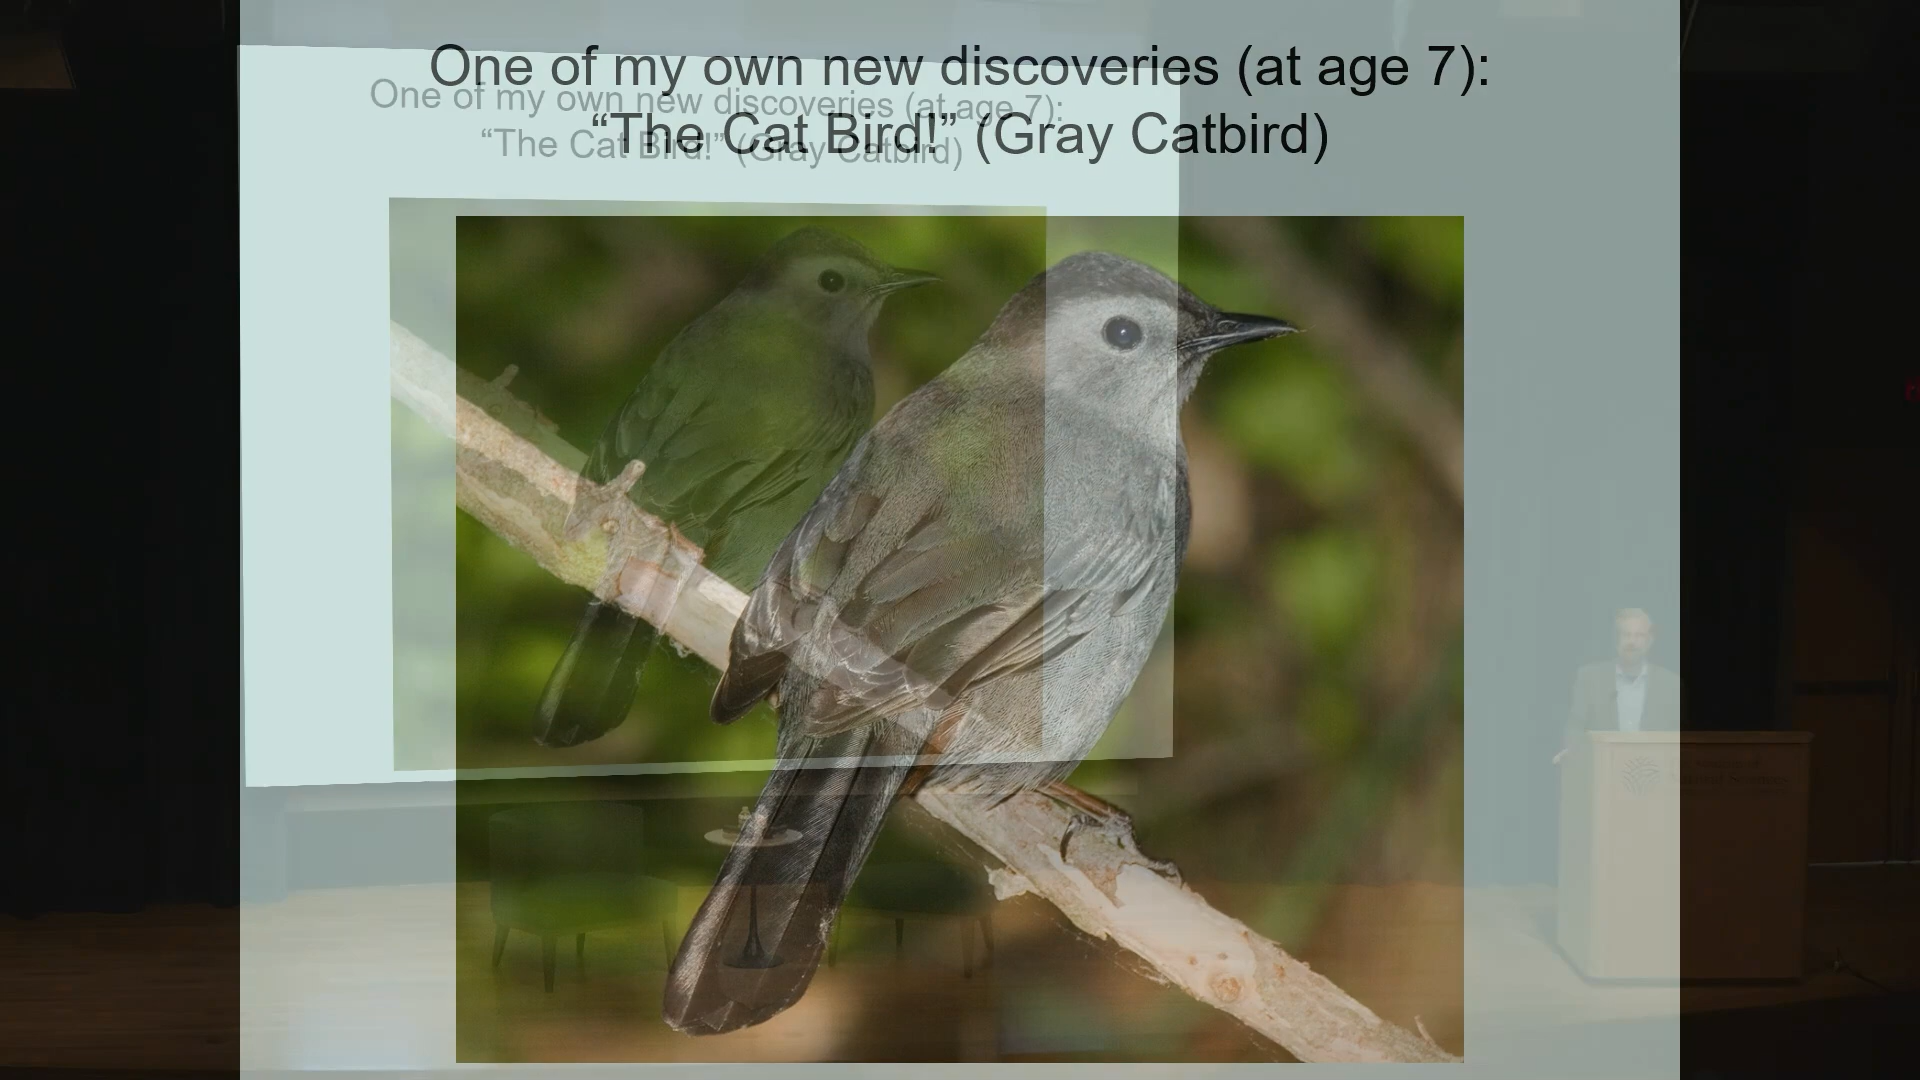 One of my own new discoveries (at age 7):
“The Cat Bird!” (Gray Catbird)
One of my own new discoveries (at age 7):
“The Cat Bird!” (Gray Catbird)